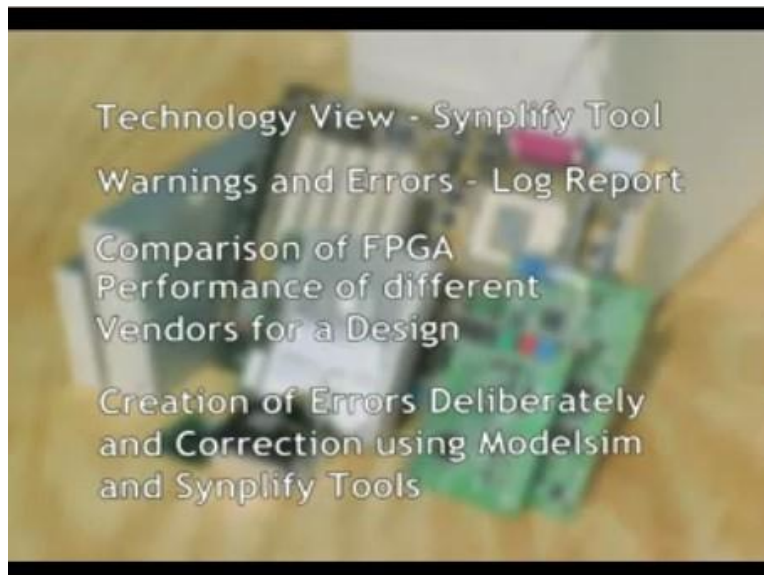 Technology View - Synplify Tool
Warnings and Errors - Log Report
Comparison of FPGA
Performance of different
Vendors for a Design
Creation of Errors Deliberately
and Correction using Modelsim
and Synplify Tools